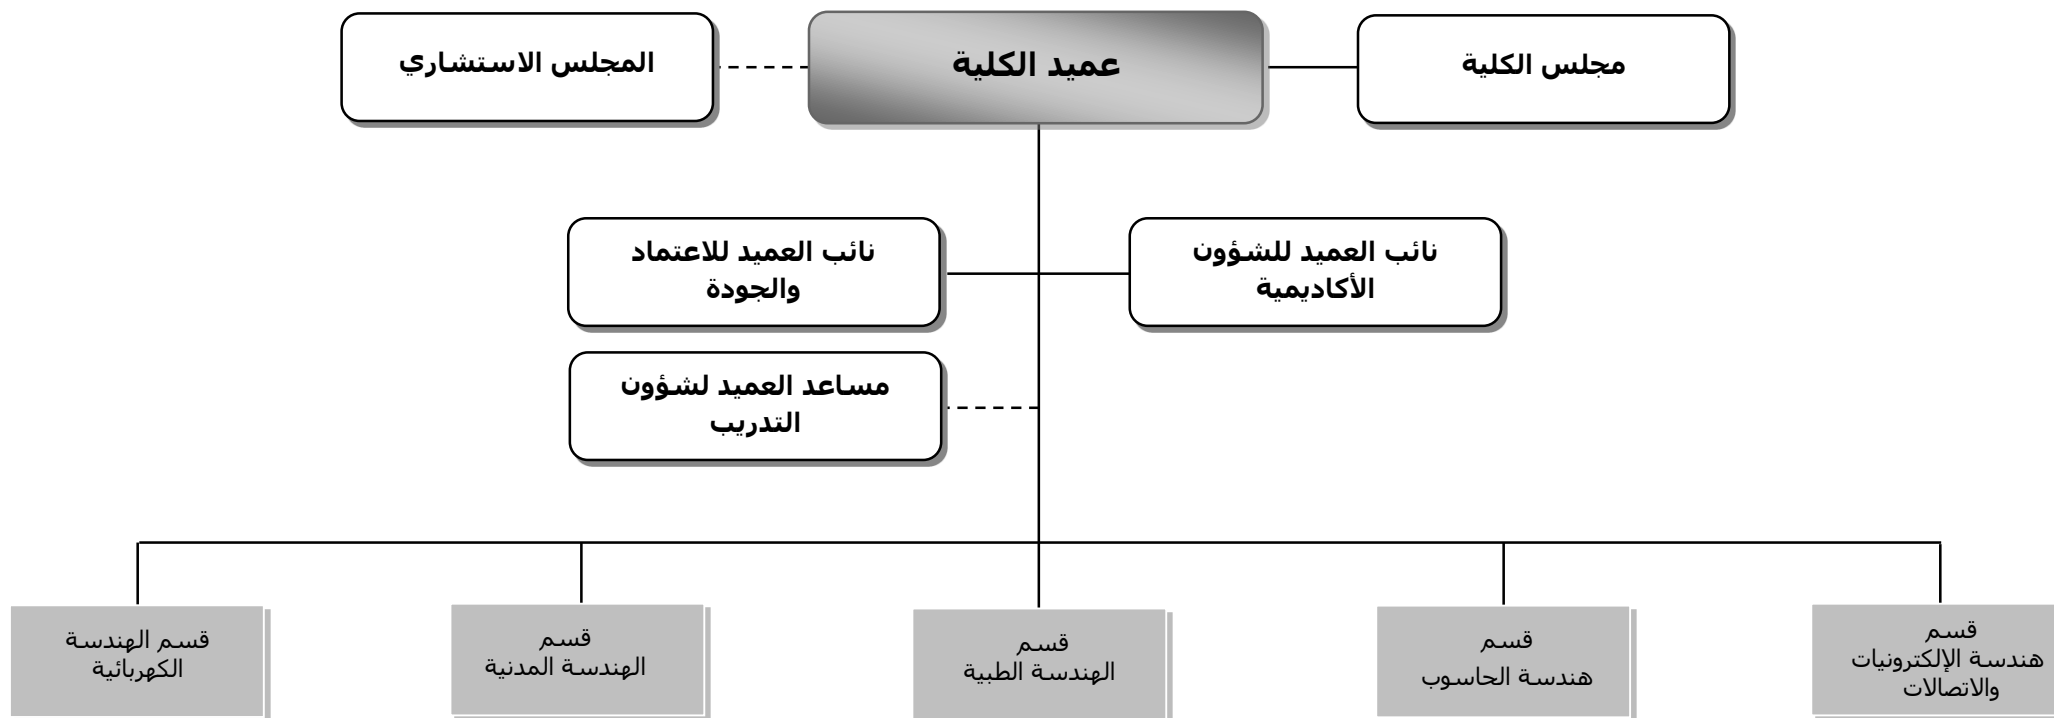 مجلس الكلية
عميد الكلية
المجلس الاستشاري
نائب العميد للشؤون
الأكاديمية
نائب العميد للاعتماد
والجودة
مساعد العميد لشؤون
التدريب
قسم
هندسة الإلكترونيات
والاتصالات
قسم
هندسة الحاسوب
قسم
الهندسة الطبية
قسم
الهندسة المدنية
قسم الهندسة
الكهربائية